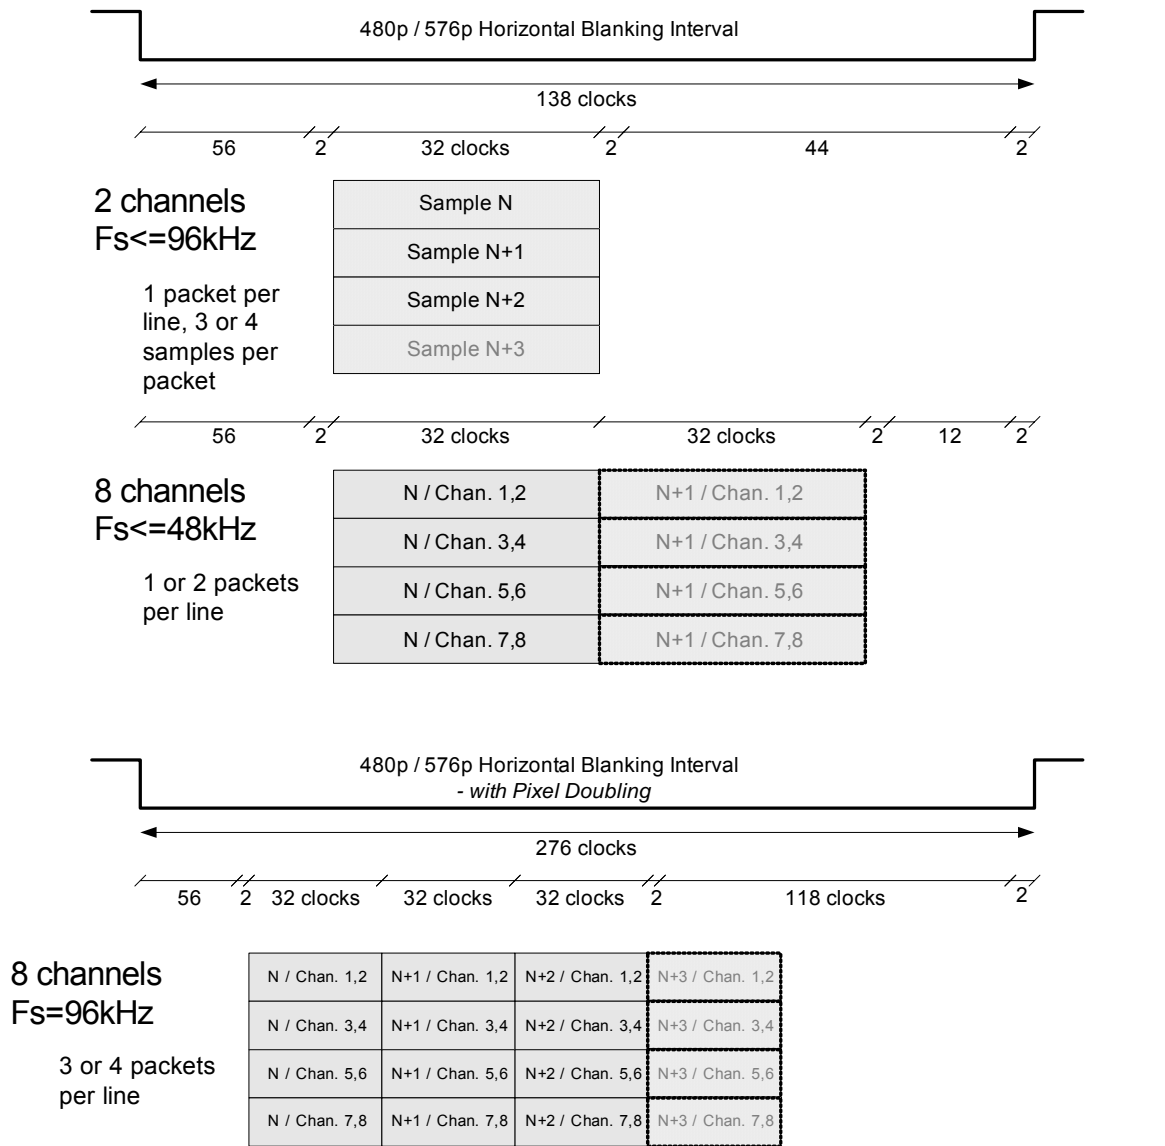 480p / 576p Horizontal Blanking Interval
138 clocks
56 2 32 clocks 2 44 2
2 channels
Fs<=96kHz
1 packet per
line, 3 or 4
samples per
packet
Sample N
Sample N+1
Sample N+2
Sample N+3
56 2 32 clocks 32 clocks 2 12 2
8 channels
Fs<=48kHz
1 or 2 packets
per line
N / Chan. 1,2 N+1 / Chan. 1,2
N / Chan. 3,4 N+1 / Chan. 3,4
N / Chan. 5,6 N+1 / Chan. 5,6
N / Chan. 7,8 N+1 / Chan. 7,8
480p / 576p Horizontal Blanking Interval
- with Pixel Doubling
276 clocks
56 2 32 clocks 32 clocks 32 clocks 2 118 clocks 2
8 channels
Fs=96kHz
3 or 4 packets
per line
N / Chan. 1,2 N+1 / Chan. 1,2 N+2 / Chan. 1,2 N+3 / Chan. 1,2
N / Chan. 3,4 N+1 / Chan. 3,4 N+2 / Chan. 3,4 N+3 / Chan. 3,4
N / Chan. 5,6 N+1 / Chan. 5,6 N+2 / Chan. 5,6 N+3 / Chan. 5,6
N / Chan. 7,8 N+1 / Chan. 7,8 N+2 / Chan. 7,8 N+3 / Chan. 7,8